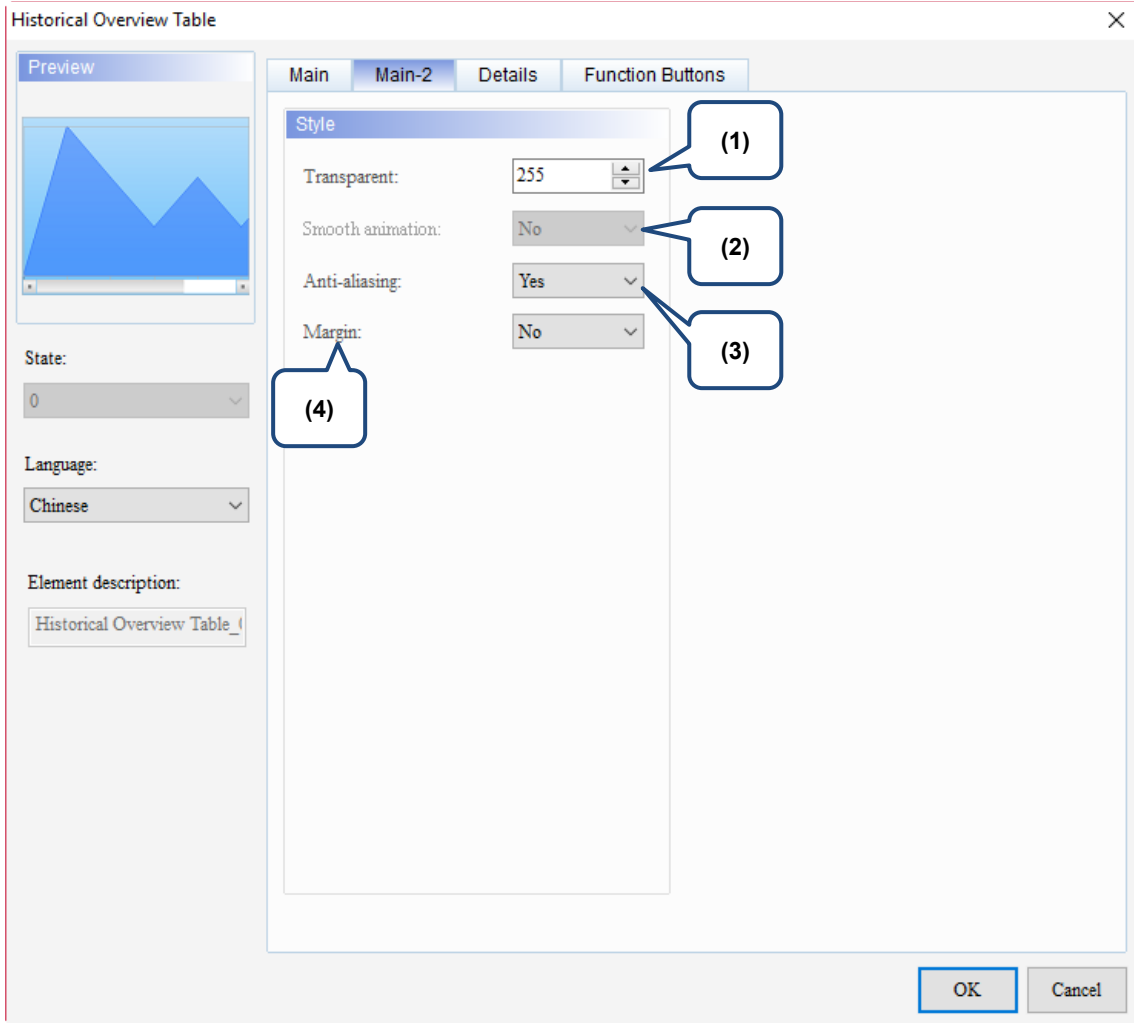 Historical Overview Table
Preview
Main Main-2 Details Function Buttons
Style
(1)
Transparent: 255
Smooth animation: No
(2)
Anti-aliasing: Yes
Margin: No
(3)
(4)
State:
0
Language:
Chinese
Element description:
Historical Overview Table_
OK Cancel